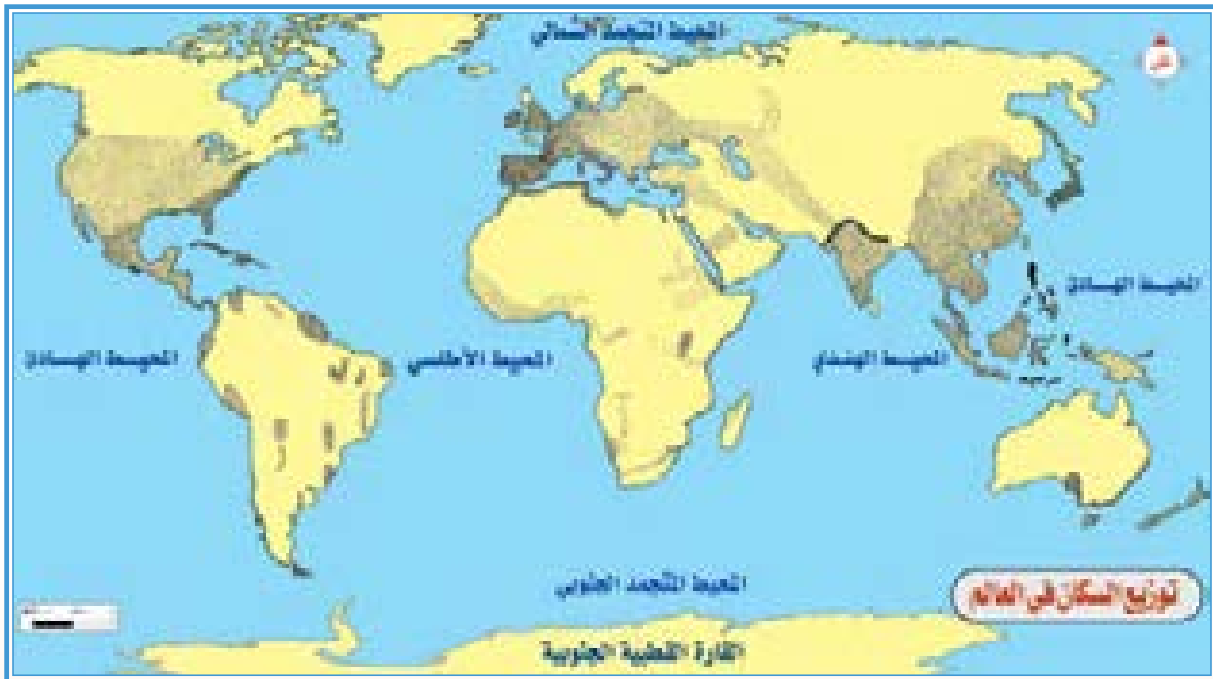 المحيط المتجمد الشمالي
المحيط الهادئ
المحيط الهندي
المحيط الأطلسي
المحيط الهادئ
المحيط المتجمد الجنوبي
توزيع السكان في العالم
القارة القطبية الجنوبية